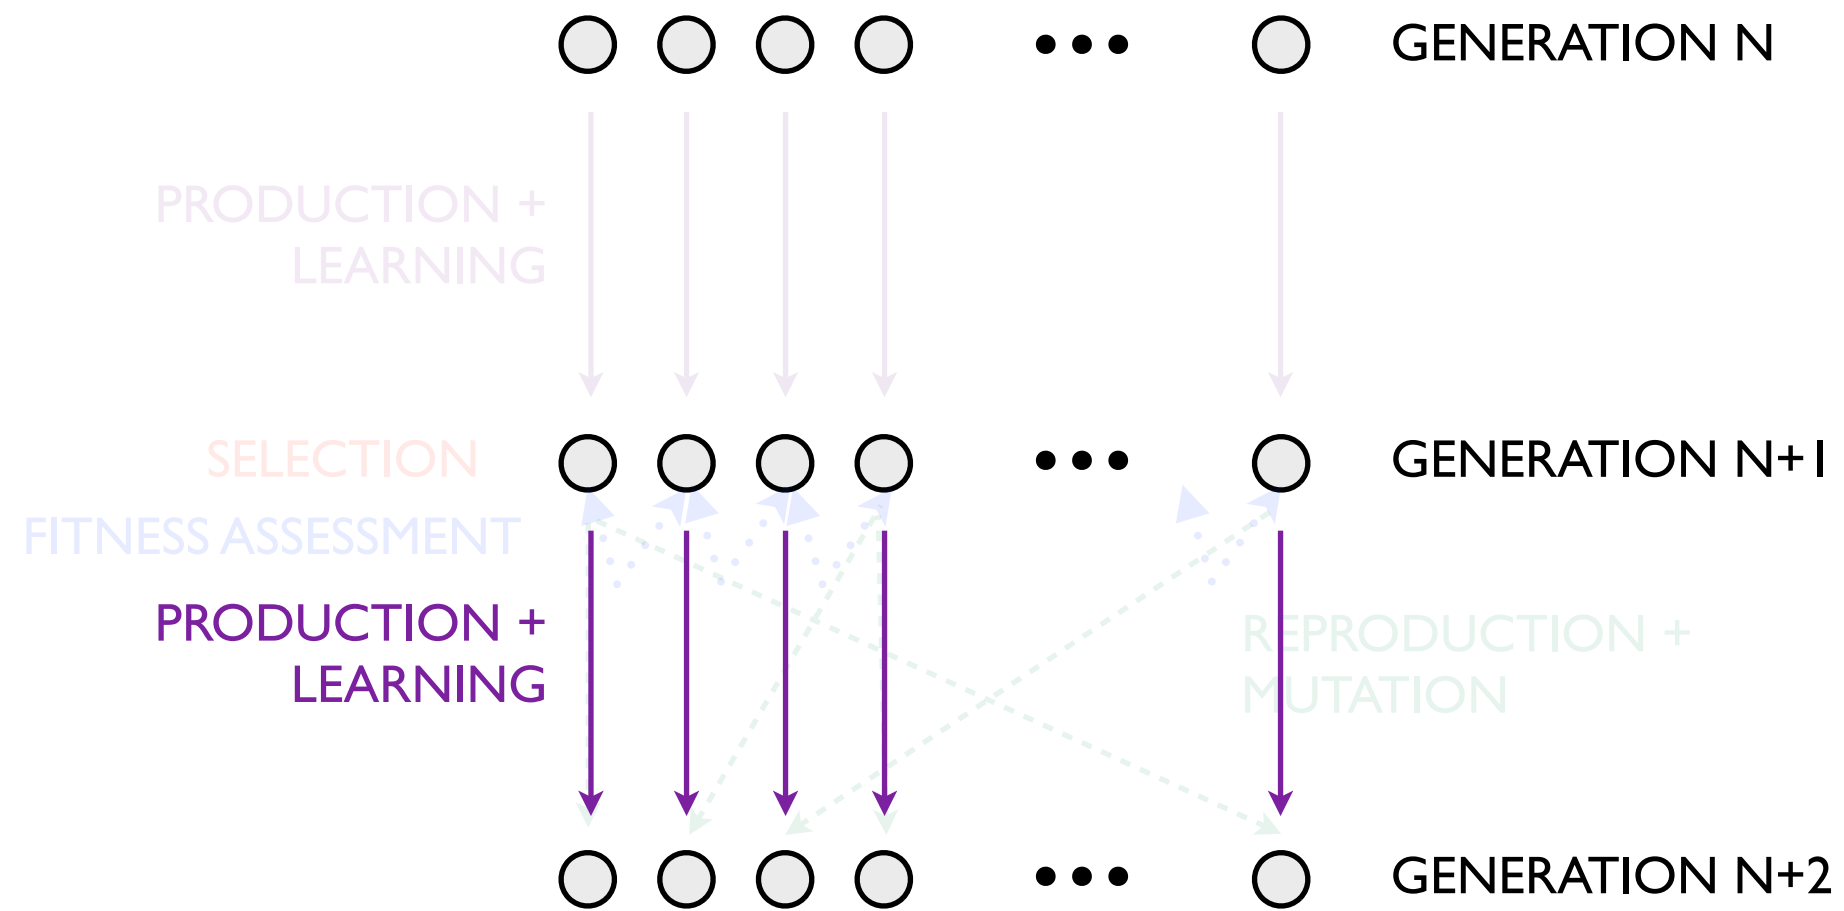 GENERATION N
PRODUCTION +
LEARNING
SELECTION
GENERATION N+1
FITNESS ASSESSMENT
PRODUCTION +
LEARNING
REPRODUCTION +
MUTATION
GENERATION N+2